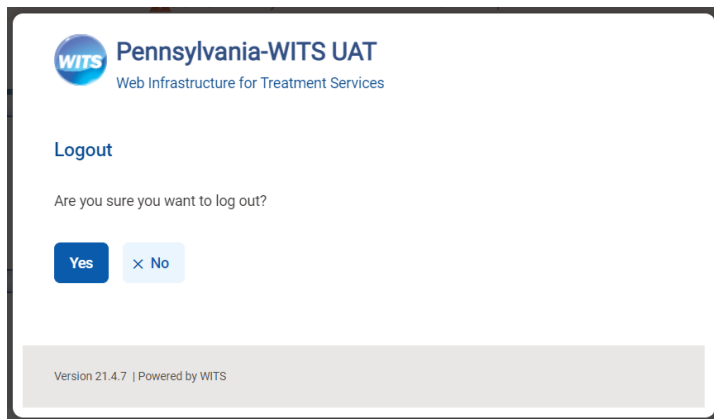 WITS
Pennsylvania-WITS UAT
Web Infrastructure for Treatment Services
Logout
Are you sure you want to log out?
Yes
× No
Version 21.4.7 | Powered by WITS